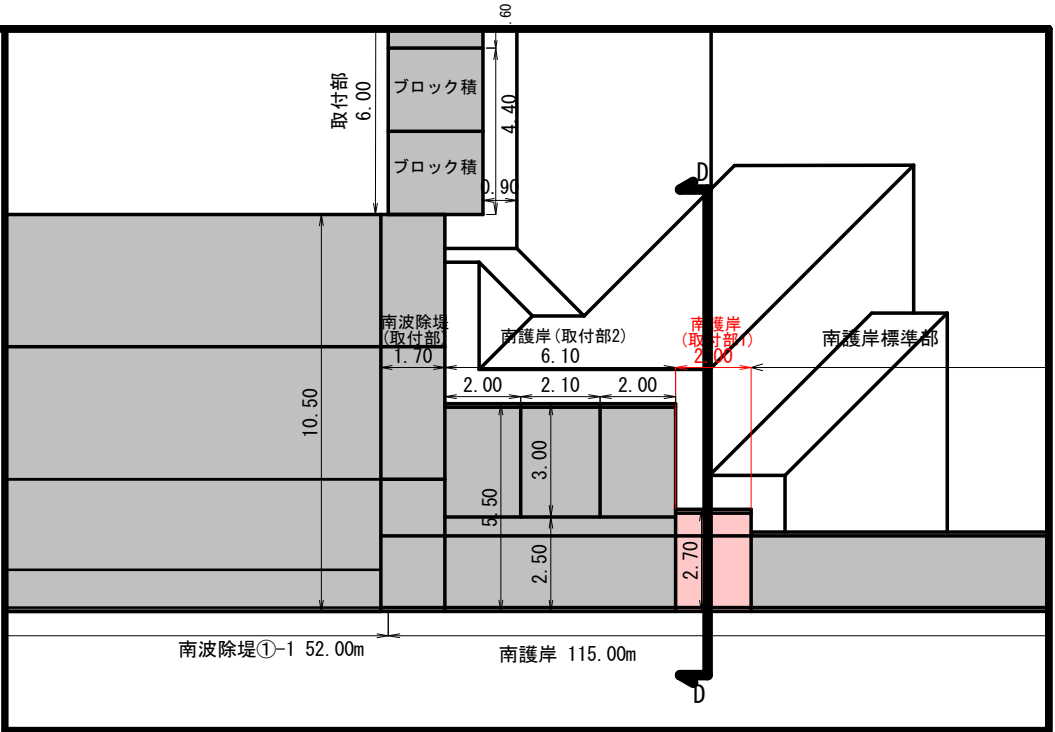 .60
取付部
6.00
ブロック積
4.40
ブロック積
0.90
D
南波除堤
(取付部)
1.70
南護岸(取付部2)
6.10
南護岸
(取付部1)
2.00
南護岸標準部
2.00
2.10
2.00
10.50
3.00
5.50
2.50
2.70
南波除堤①-1 52.00m
南護岸 115.00m
D